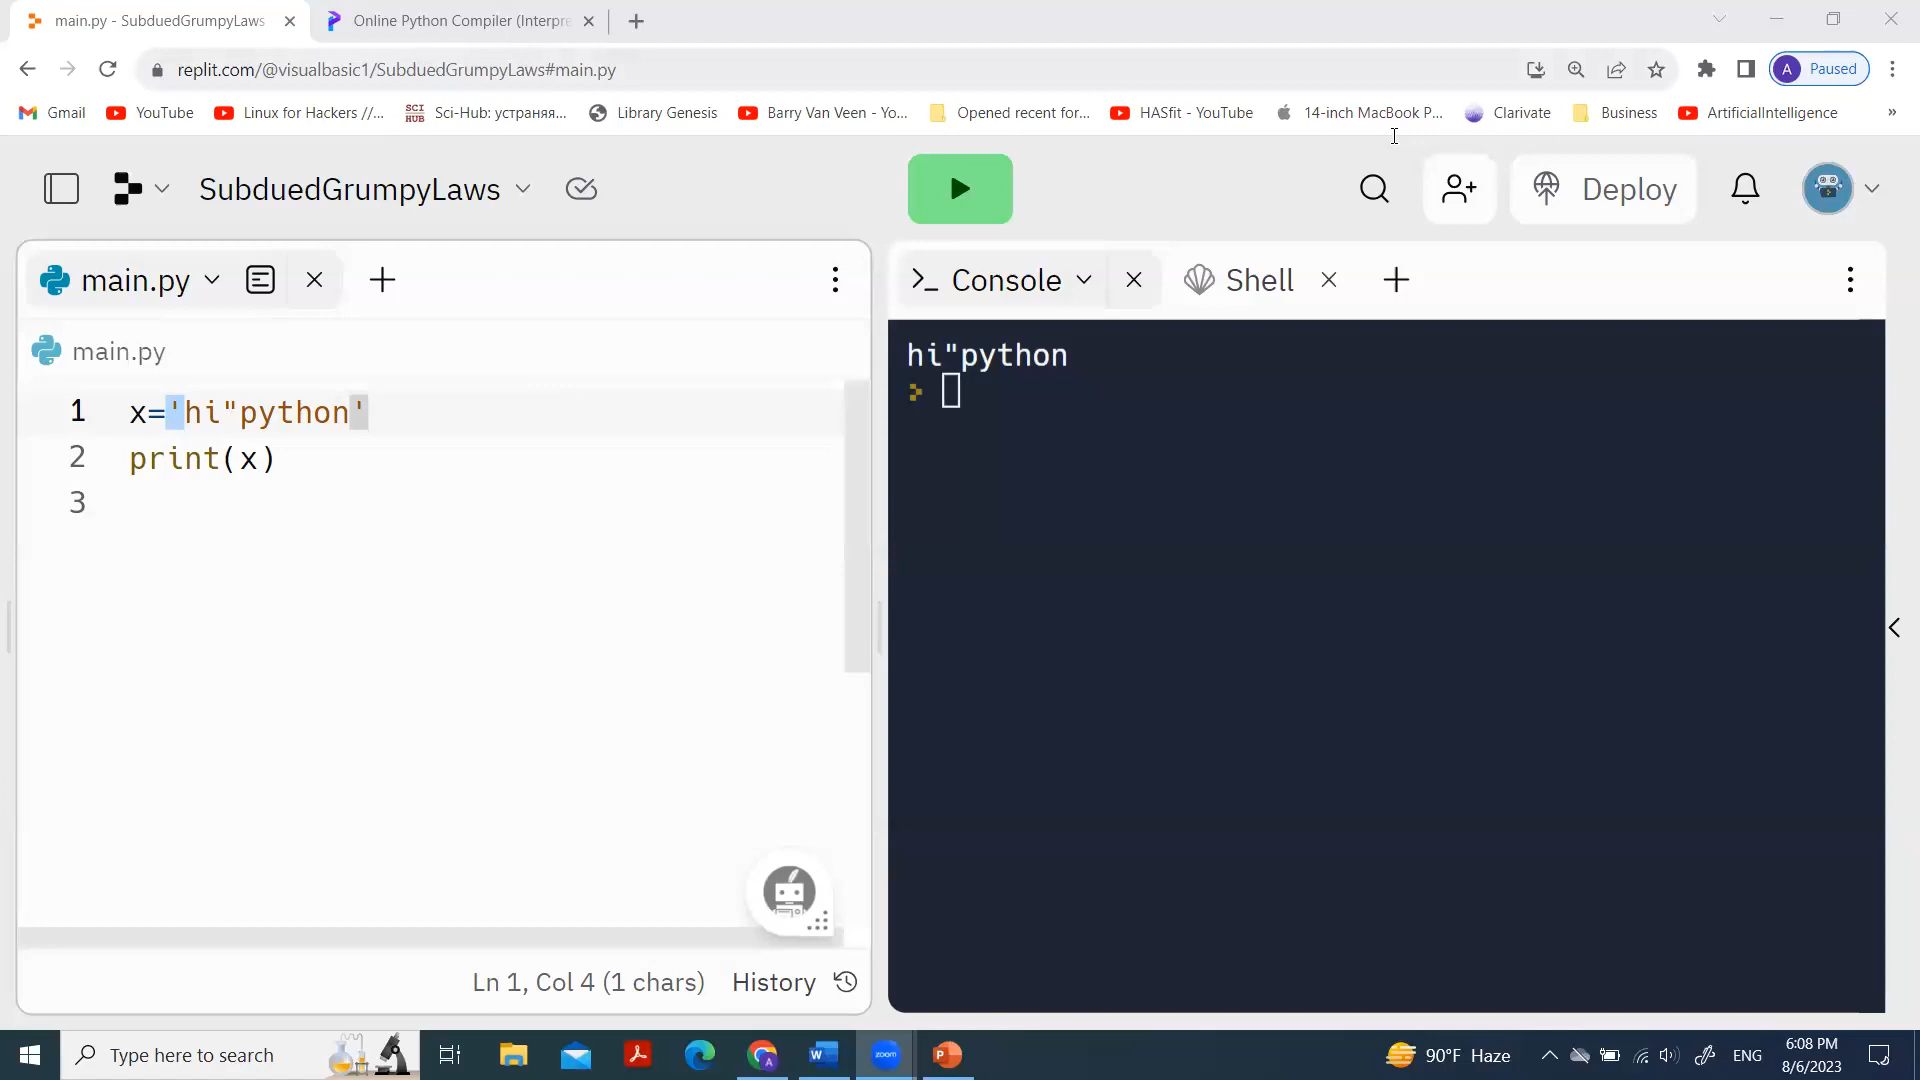 main.py - SubduedGrumpyLaws
Online Python Compiler (Interpre
replit.com/@visualbasic1/SubduedGrumpyLaws#main.py
A Paused
Gmail
YouTube
Linux for Hackers //...
SCI HUB
Sci-Hub: устраняя...
Library Genesis
Barry Van Veen - Yo...
Opened recent for...
HASfit - YouTube
14-inch MacBook P...
Clarivate
Business
ArtificialIntelligence
»
SubduedGrumpyLaws
Deploy
main.py
Console
Shell
main.py
1 x='hi"python'
2 print(x)
3
hi"python
Ln 1, Col 4 (1 chars)
History
Type here to search
W
zoom
P
90°F Haze
ENG
6:08 PM
8/6/2023